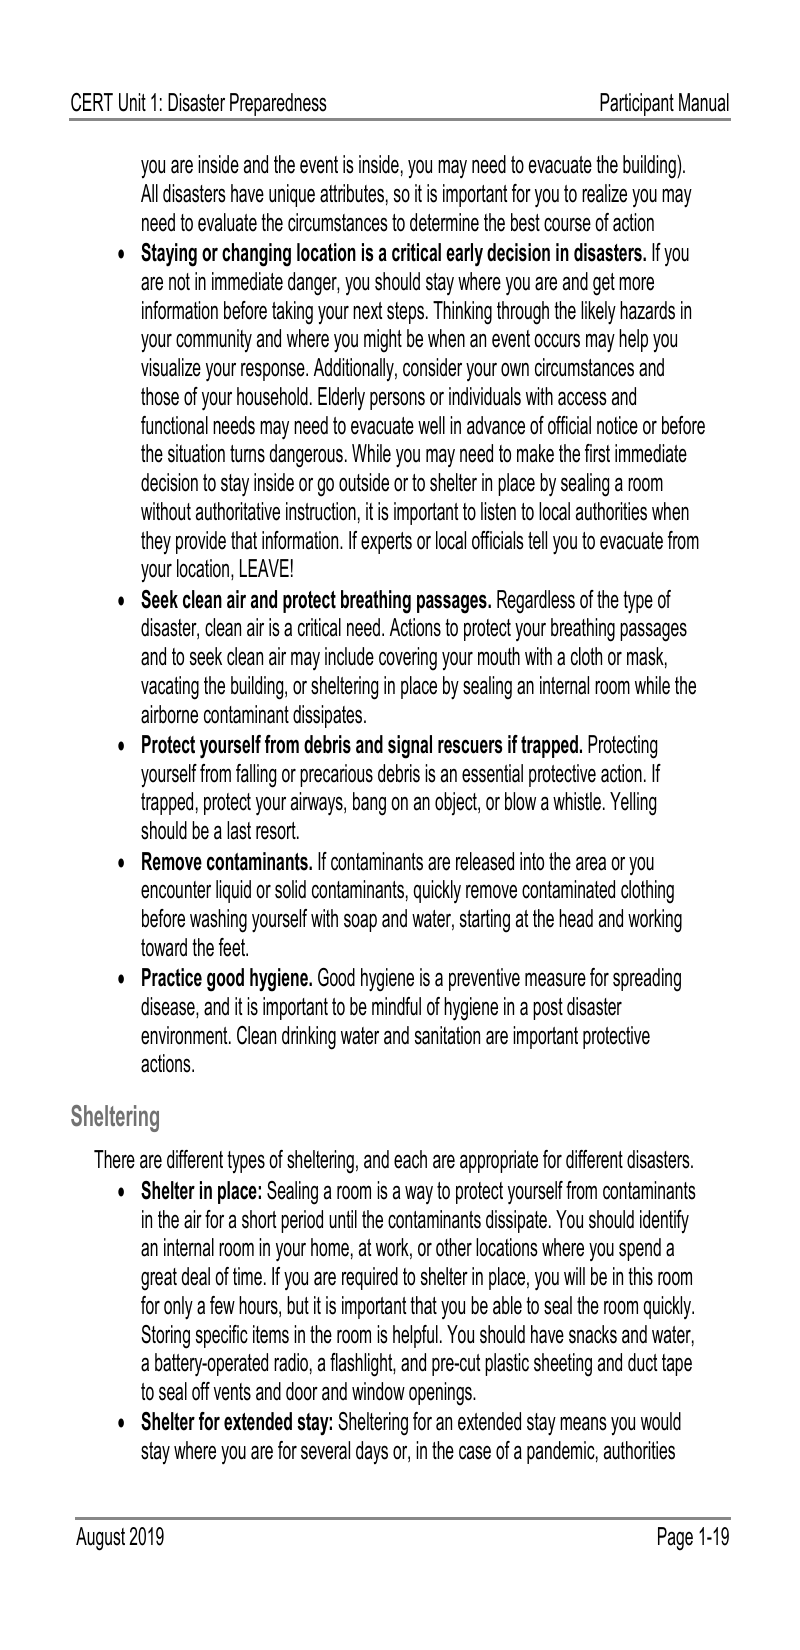 CERT Unit 1: Disaster Preparedness Participant Manual
you are inside and the event is inside, you may need to evacuate the building).
All disasters have unique attributes, so it is important for you to realize you may
need to evaluate the circumstances to determine the best course of action
• Staying or changing location is a critical early decision in disasters. If you
are not in immediate danger, you should stay where you are and get more
information before taking your next steps. Thinking through the likely hazards in
your community and where you might be when an event occurs may help you
visualize your response. Additionally, consider your own circumstances and
those of your household. Elderly persons or individuals with access and
functional needs may need to evacuate well in advance of official notice or before
the situation turns dangerous. While you may need to make the first immediate
decision to stay inside or go outside or to shelter in place by sealing a room
without authoritative instruction, it is important to listen to local authorities when
they provide that information. If experts or local officials tell you to evacuate from
your location, LEAVE!
• Seek clean air and protect breathing passages. Regardless of the type of
disaster, clean air is a critical need. Actions to protect your breathing passages
and to seek clean air may include covering your mouth with a cloth or mask,
vacating the building, or sheltering in place by sealing an internal room while the
airborne contaminant dissipates.
• Protect yourself from debris and signal rescuers if trapped. Protecting
yourself from falling or precarious debris is an essential protective action. If
trapped, protect your airways, bang on an object, or blow a whistle. Yelling
should be a last resort.
• Remove contaminants. If contaminants are released into the area or you
encounter liquid or solid contaminants, quickly remove contaminated clothing
before washing yourself with soap and water, starting at the head and working
toward the feet.
• Practice good hygiene. Good hygiene is a preventive measure for spreading
disease, and it is important to be mindful of hygiene in a post disaster
environment. Clean drinking water and sanitation are important protective
actions.
Sheltering
There are different types of sheltering, and each are appropriate for different disasters.
• Shelter in place: Sealing a room is a way to protect yourself from contaminants
in the air for a short period until the contaminants dissipate. You should identify
an internal room in your home, at work, or other locations where you spend a
great deal of time. If you are required to shelter in place, you will be in this room
for only a few hours, but it is important that you be able to seal the room quickly.
Storing specific items in the room is helpful. You should have snacks and water,
a battery-operated radio, a flashlight, and pre-cut plastic sheeting and duct tape
to seal off vents and door and window openings.
• Shelter for extended stay: Sheltering for an extended stay means you would
stay where you are for several days or, in the case of a pandemic, authorities
August 2019 Page 1-19